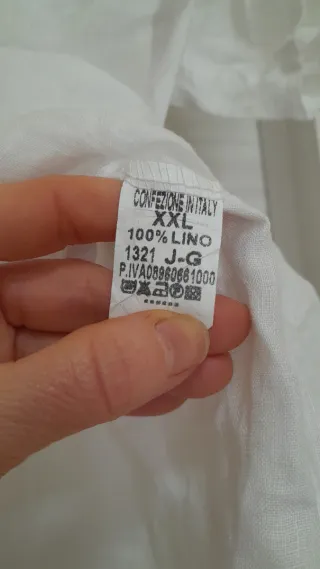 CONFEZIONE IN ITALY
XXL
100% LINO
1321 J-G
P.IVA08960661000